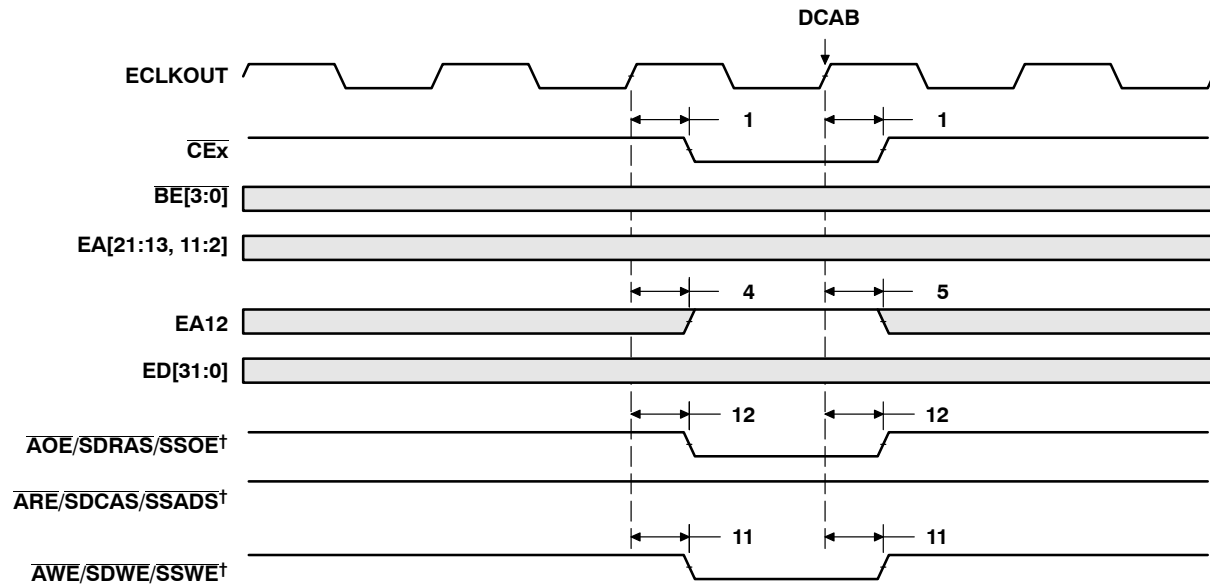 DCAB
ECLKOUT
1 1
CEx
BE[3:0]
EA[21:13, 11:2]
4 5
EA12
ED[31:0]
12 12
AOE/SDRAS/SSOE†
ARE/SDCAS/SSADS†
11 11
AWE/SDWE/SSWE†